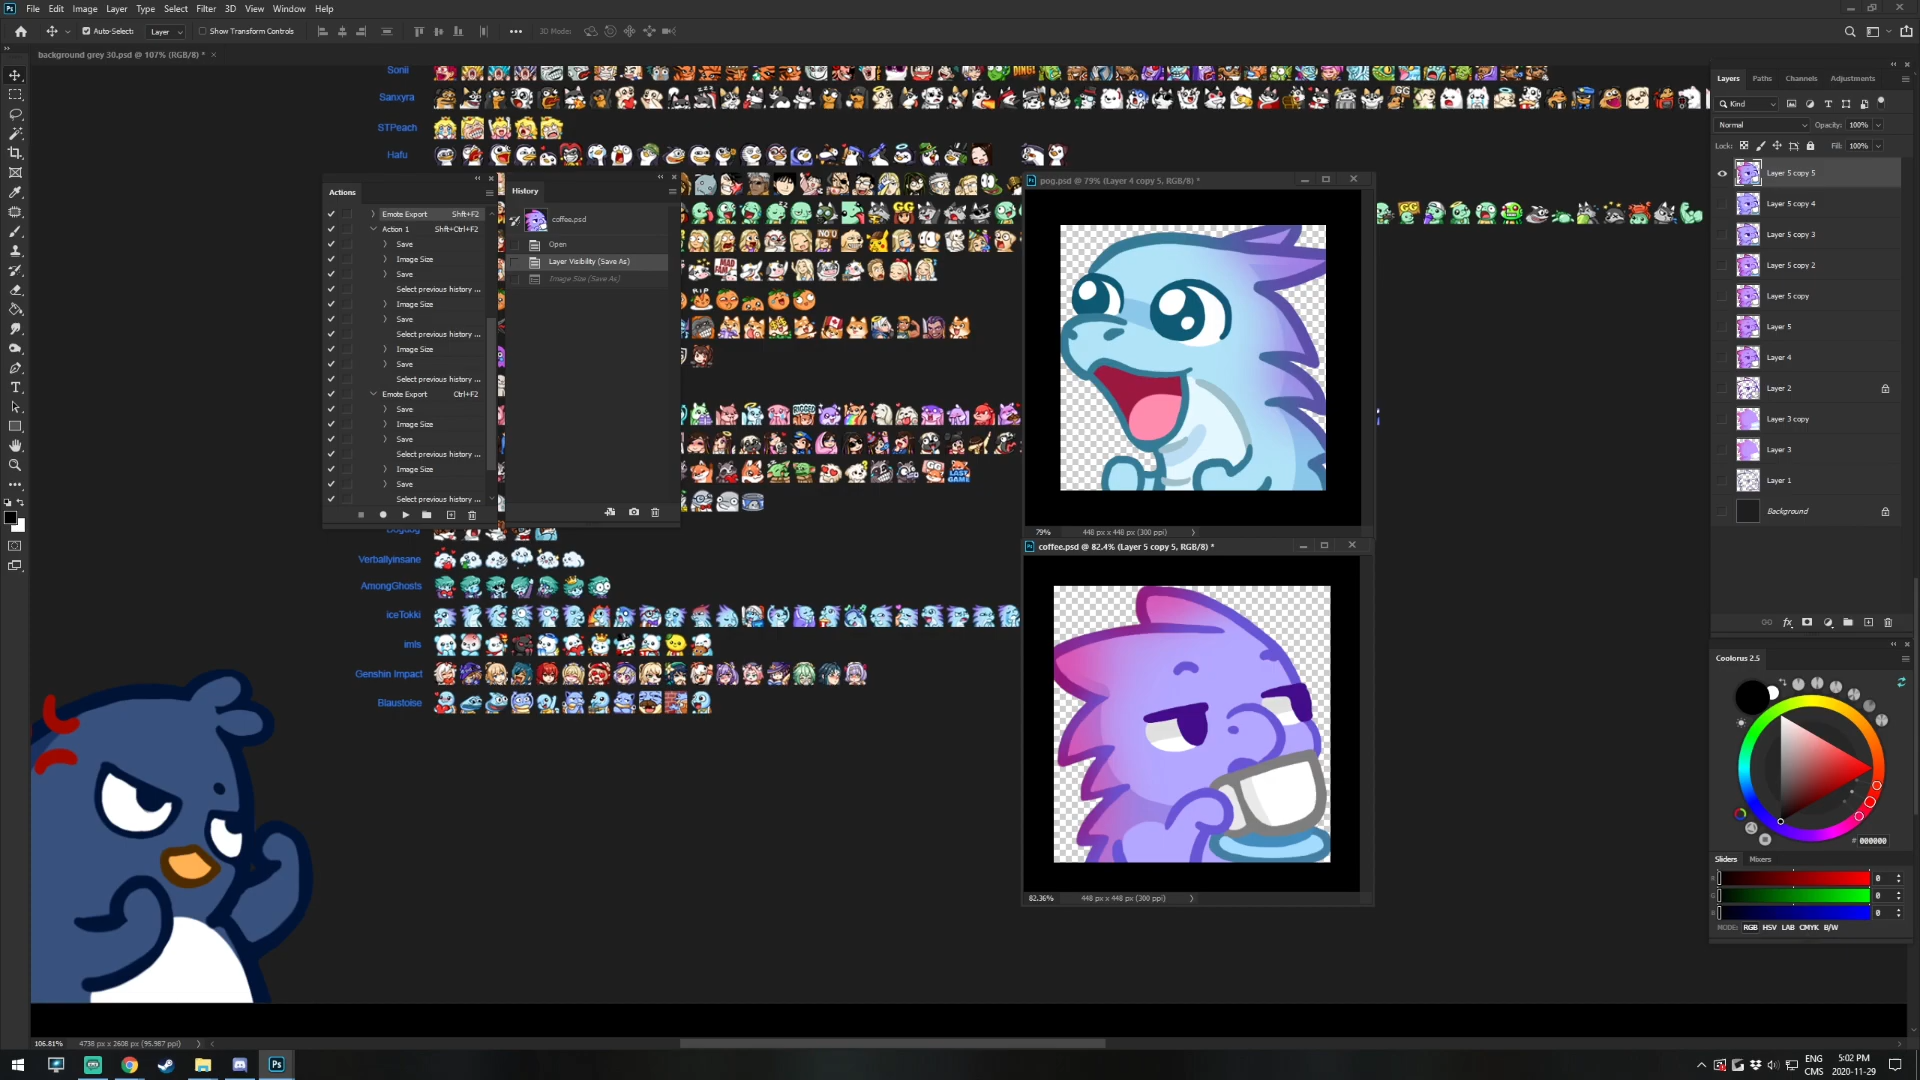 File Edit Image Layer Type Select Filter 3D View Window Help
Auto-Select: Layer Show Transform Controls 3D Mode:
background grey 30.psd @ 107% (RGB/8) *
Sonii
Sanxyra
STPeach
Hafu
Verballyinsane
AmongGhosts
iceTokki
imls
Genshin Impact
Blaustoise
Actions
Emote Export Shft+F2
Action 1 Shft+Ctrl+F2
Save
Image Size
Save
Select previous history ...
Image Size
Save
Select previous history ...
Image Size
Save
Select previous history ...
Emote Export Ctrl+F2
Save
Image Size
Save
Select previous history ...
Image Size
Save
Select previous history ...
History
coffee.psd
Open
Layer Visibility (Save As)
Image Size (Save As)
pog.psd @ 79% (Layer 4 copy 5, RGB/8) *
79% 448 px x 448 px (300 ppi)
coffee.psd @ 82.4% (Layer 5 copy 5, RGB/8) *
82.36% 448 px x 448 px (300 ppi)
Layers Paths Channels Adjustments
Kind
Normal Opacity: 100%
Lock: Fill: 100%
Layer 5 copy 5
Layer 5 copy 4
Layer 5 copy 3
Layer 5 copy 2
Layer 5 copy
Layer 5
Layer 4
Layer 2
Layer 3 copy
Layer 3
Layer 1
Background
Coolorus 2.5
# 000000
Sliders Mixers
R 0
G 0
B 0
MODE: RGB HSV LAB CMYK B/W
106.81% 4738 px x 2608 px (95.987 ppi)
ENG
CMS
5:02 PM
2020-11-29